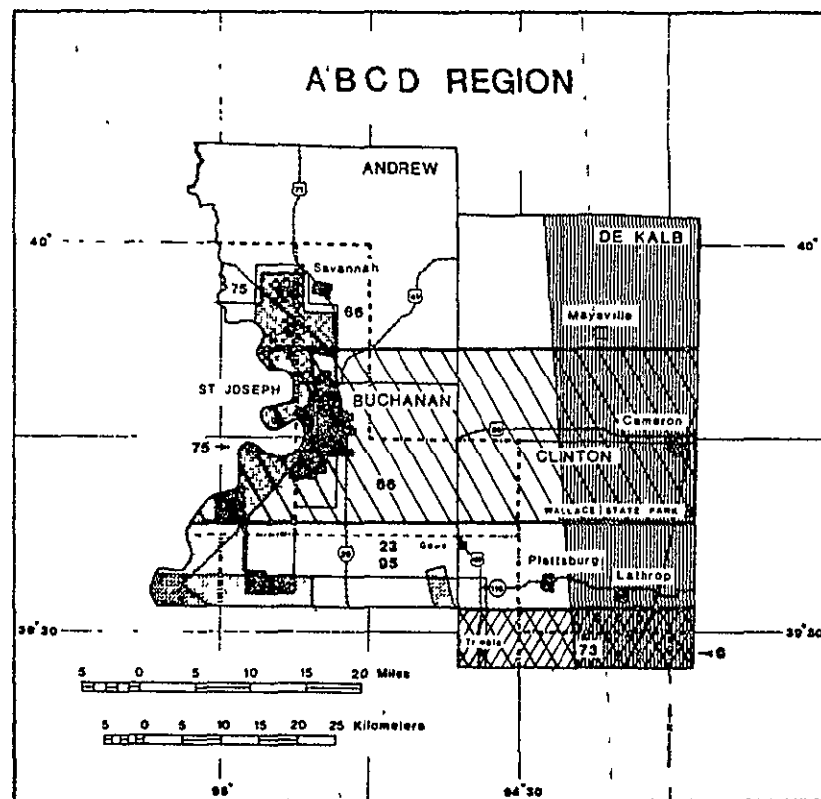 A'BCD REGION
ANDREW
71
DE KALB
40°
40°
Savannah
75
66
Maysville
ST JOSEPH
BUCHANAN
Cameron
75
CLINTON
66
WALLACE STATE PARK
23
95
Plattsburg
Lathrop
116
39°30
39°30
73
6
5 0 5 10 15 20 Miles
5 0 5 10 15 20 25 Kilometers
95°
94°30